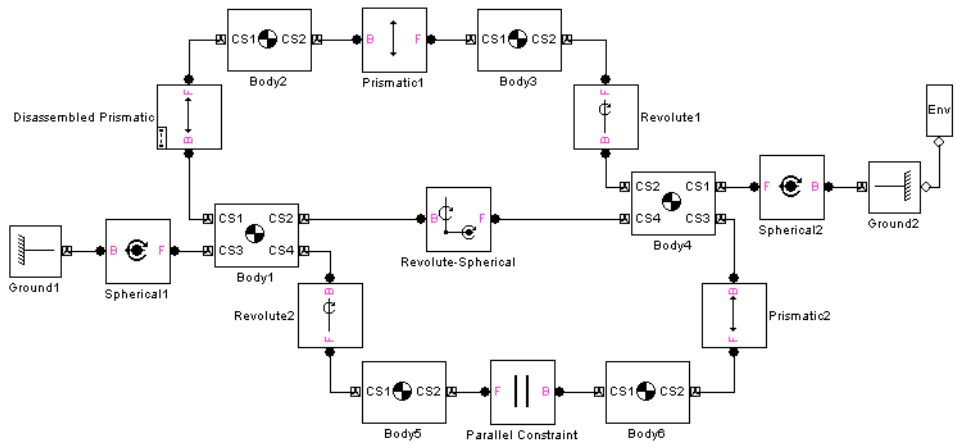 CS1 CS2
Body2
B F
Prismatic1
CS1 CS2
Body3
F
B
Disassembled Prismatic
F
B
Revolute1
Env
CS1 CS2
CS3 CS4
Body1
B F
Revolute-Spherical
CS2 CS1
CS4 CS3
Body4
F B
Spherical2
Ground2
Ground1
B F
Spherical1
B
F
Revolute2
B
F
Prismatic2
CS1 CS2
Body5
F B
Parallel Constraint
CS1 CS2
Body6